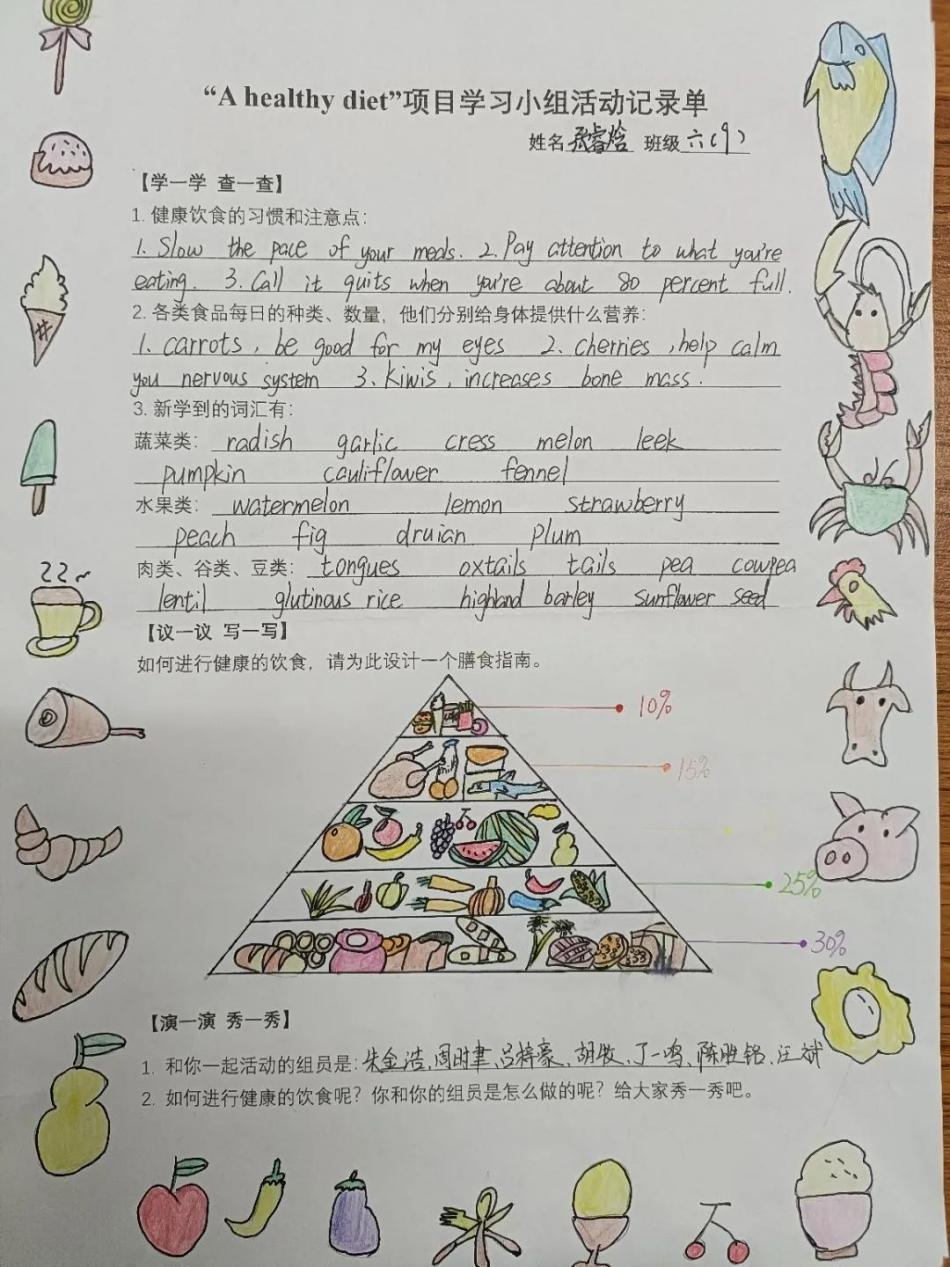 “A healthy diet”项目学习小组活动记录单
姓名 张睿焓 班级 六(9)
【学一学 查一查】
1. 健康饮食的习惯和注意点：
1. Slow the pace of your meals. 2. Pay attention to what you're
eating. 3. Call it quits when you're about 80 percent full.
2. 各类食品每日的种类、数量，他们分别给身体提供什么营养：
1. carrots, be good for my eyes 2. cherries, help calm
you nervous system 3. kiwis, increases bone mass.
3. 新学到的词汇有：
蔬菜类： radish garlic cress melon leek
pumpkin cauliflower fennel
水果类： watermelon lemon strawberry
peach fig druian plum
肉类、谷类、豆类： tongues oxtails tails pea cowpea
lentil glutinous rice highland barley sunflower seed
【议一议 写一写】
如何进行健康的饮食，请为此设计一个膳食指南。
10%
15%
25%
30%
【演一演 秀一秀】
1. 和你一起活动的组员是：朱金浩、周时聿、吕梓豪、胡牧、丁一鸣、陈胜铭、汪斌
2. 如何进行健康的饮食呢？你和你的组员是怎么做的呢？给大家秀一秀吧。